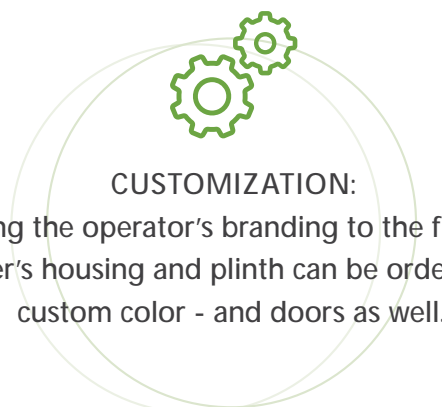 CUSTOMIZATION:
ng the operator's branding to the f
er's housing and plinth can be orde
custom color - and doors as well.